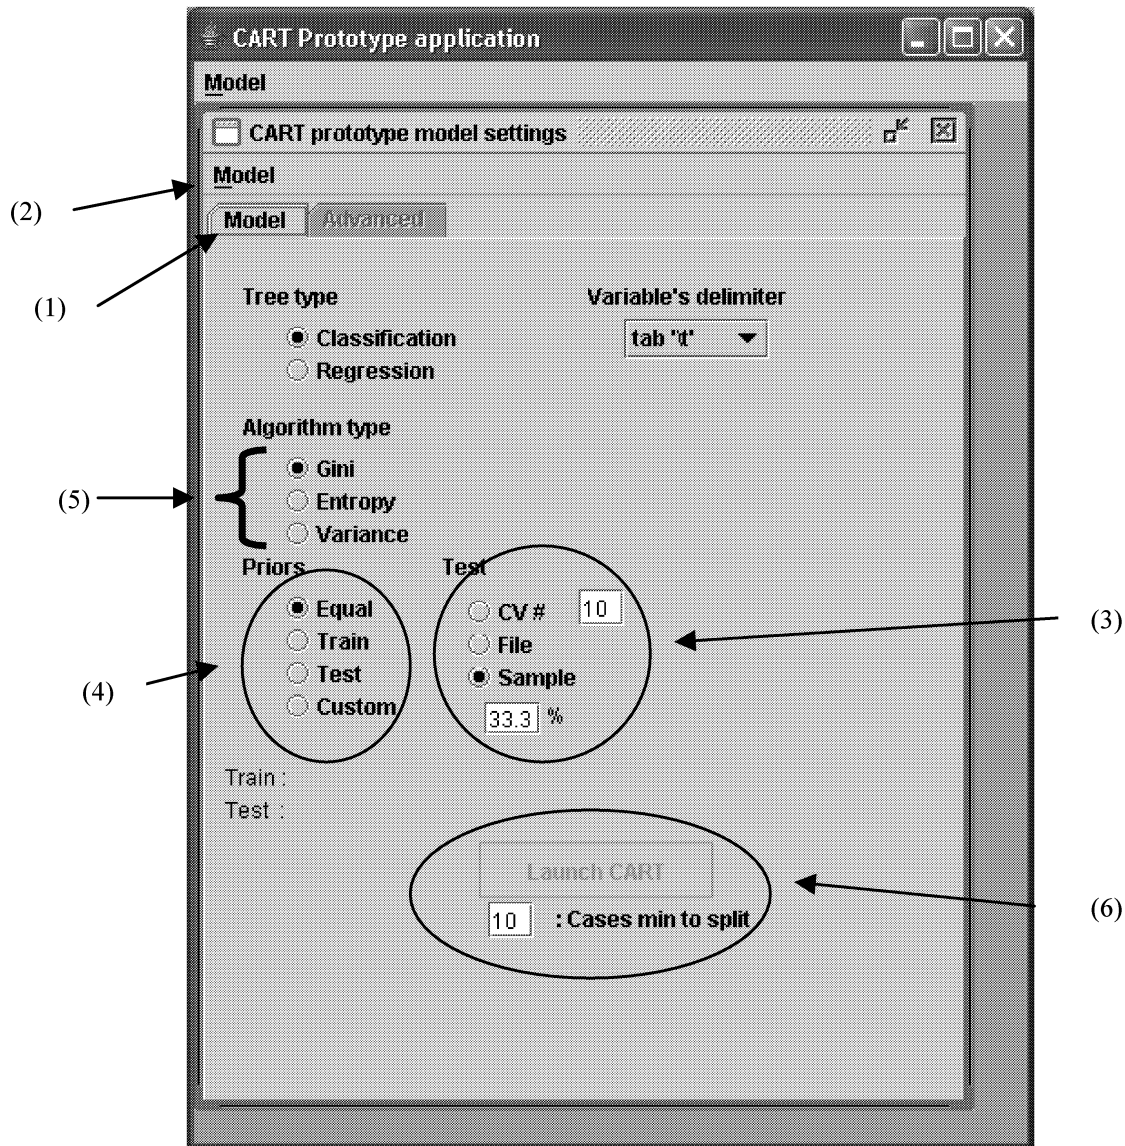 CART Prototype application
Model
CART prototype model settings
Model
(2)
Model Advanced
(1)
Tree type Variable's delimiter
Classification tab '\t'
Regression
Algorithm type
(5)
Gini
Entropy
Variance
Priors Test
Equal CV # 10
Train File (3)
Test Sample
(4)
Custom 33.3 %
Train :
Test :
Launch CART
10 : Cases min to split (6)